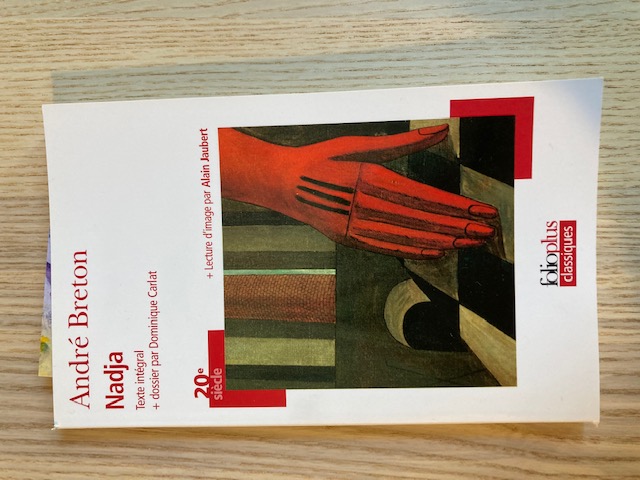 André Breton
Nadja
Texte intégral
+ dossier par Dominique Carlat
20e
siècle
+ Lecture d'image par Alain Jaubert
folioplus
classiques